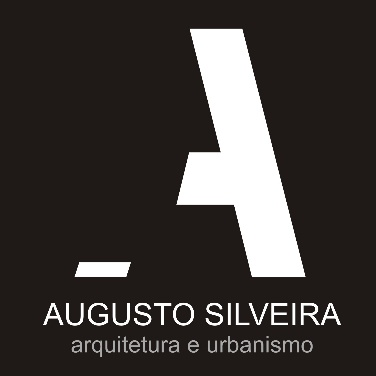 A
AUGUSTO SILVEIRA
arquitetura e urbanismo